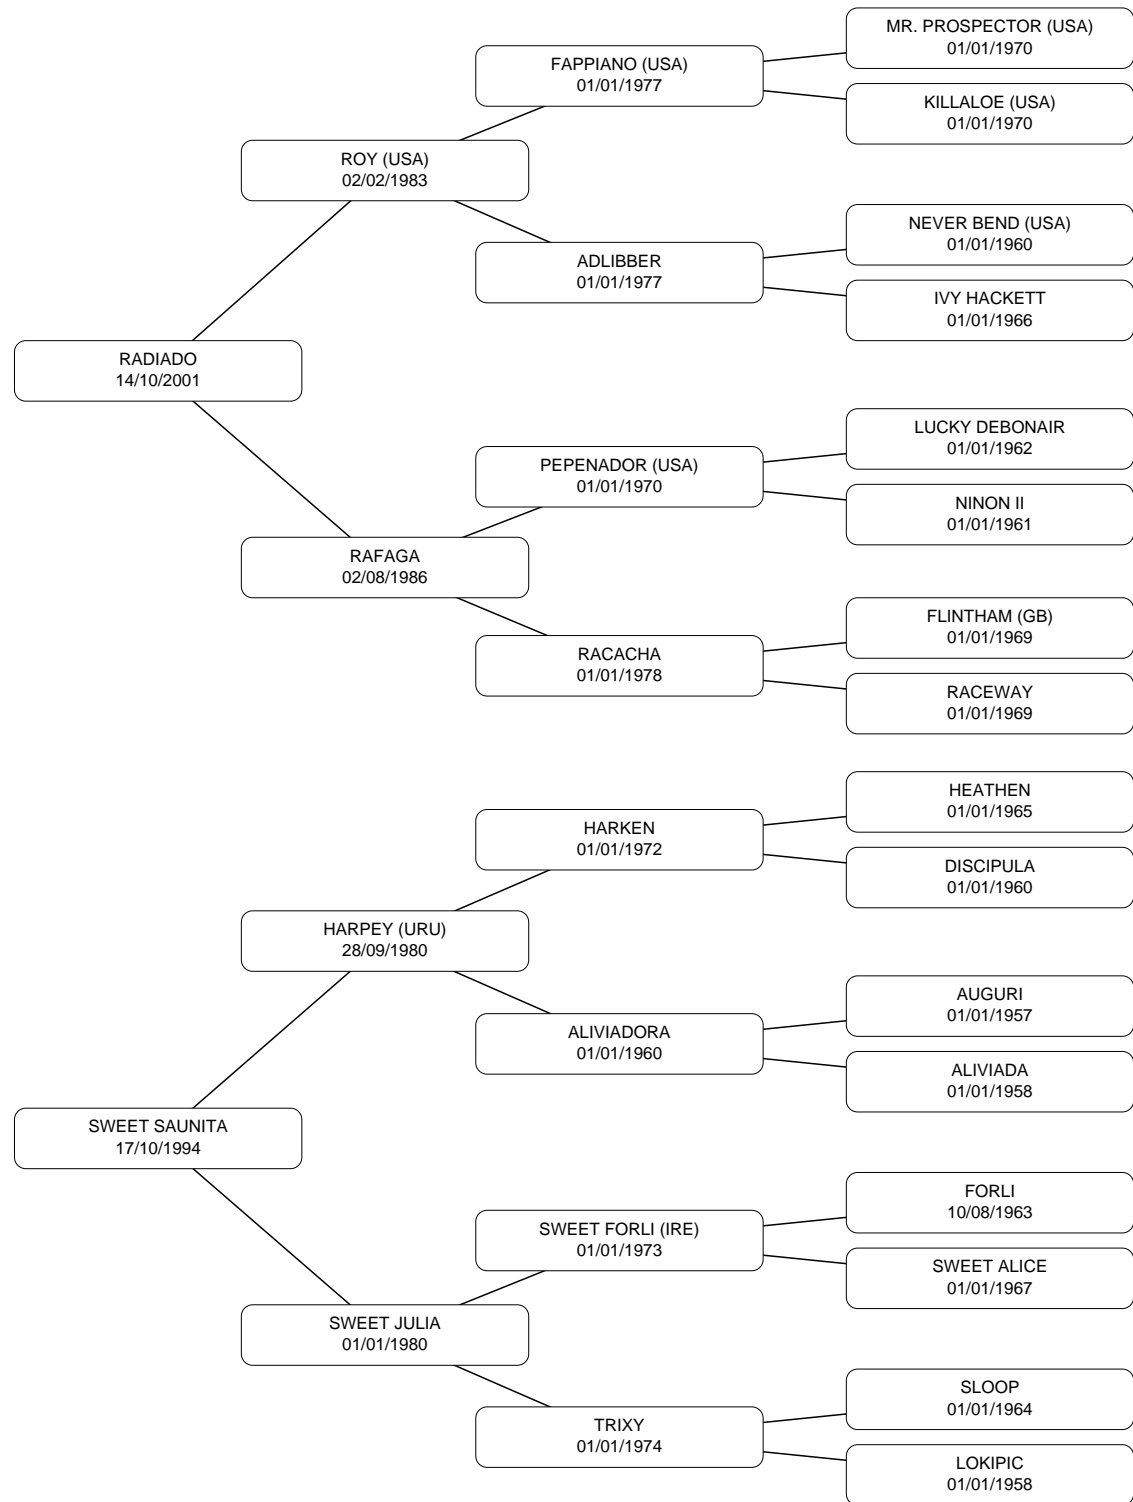 MR. PROSPECTOR (USA)
01/01/1970
FAPPIANO (USA)
01/01/1977
KILLALOE (USA)
01/01/1970
ROY (USA)
02/02/1983
NEVER BEND (USA)
01/01/1960
ADLIBBER
01/01/1977
IVY HACKETT
01/01/1966
RADIADO
14/10/2001
LUCKY DEBONAIR
01/01/1962
PEPENADOR (USA)
01/01/1970
NINON II
01/01/1961
RAFAGA
02/08/1986
FLINTHAM (GB)
01/01/1969
RACACHA
01/01/1978
RACEWAY
01/01/1969
HEATHEN
01/01/1965
HARKEN
01/01/1972
DISCIPULA
01/01/1960
HARPEY (URU)
28/09/1980
AUGURI
01/01/1957
ALIVIADORA
01/01/1960
ALIVIADA
01/01/1958
SWEET SAUNITA
17/10/1994
FORLI
10/08/1963
SWEET FORLI (IRE)
01/01/1973
SWEET ALICE
01/01/1967
SWEET JULIA
01/01/1980
SLOOP
01/01/1964
TRIXY
01/01/1974
LOKIPIC
01/01/1958